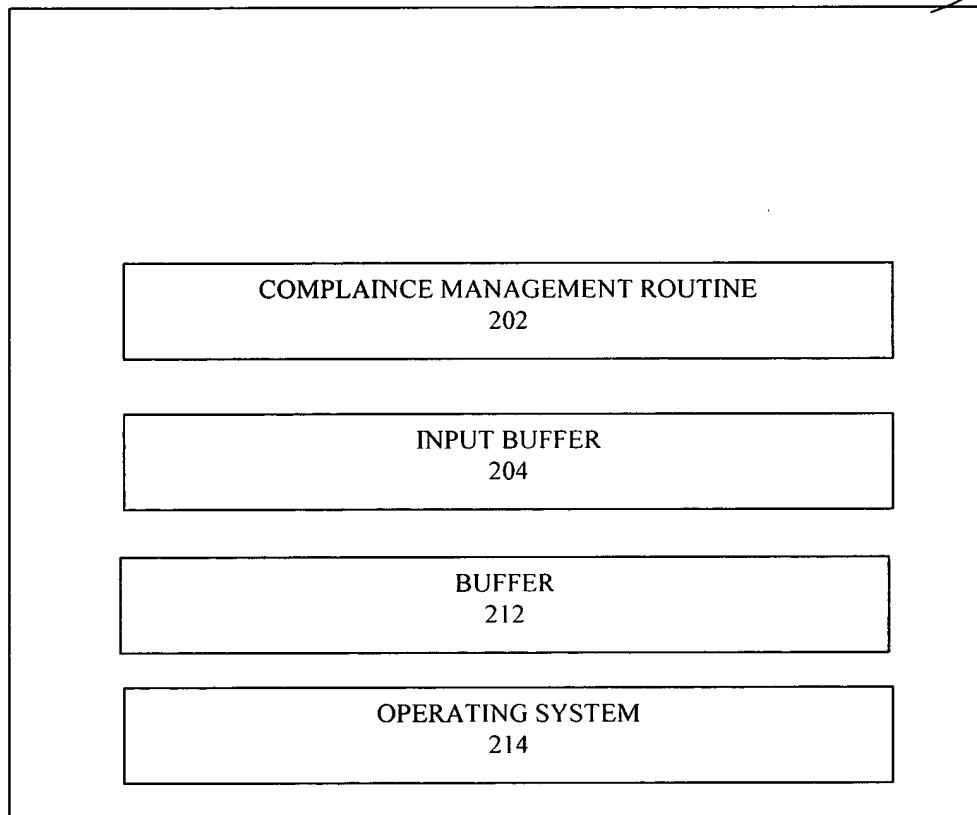 COMPLAINCE MANAGEMENT ROUTINE
202
INPUT BUFFER
204
BUFFER
212
OPERATING SYSTEM
214